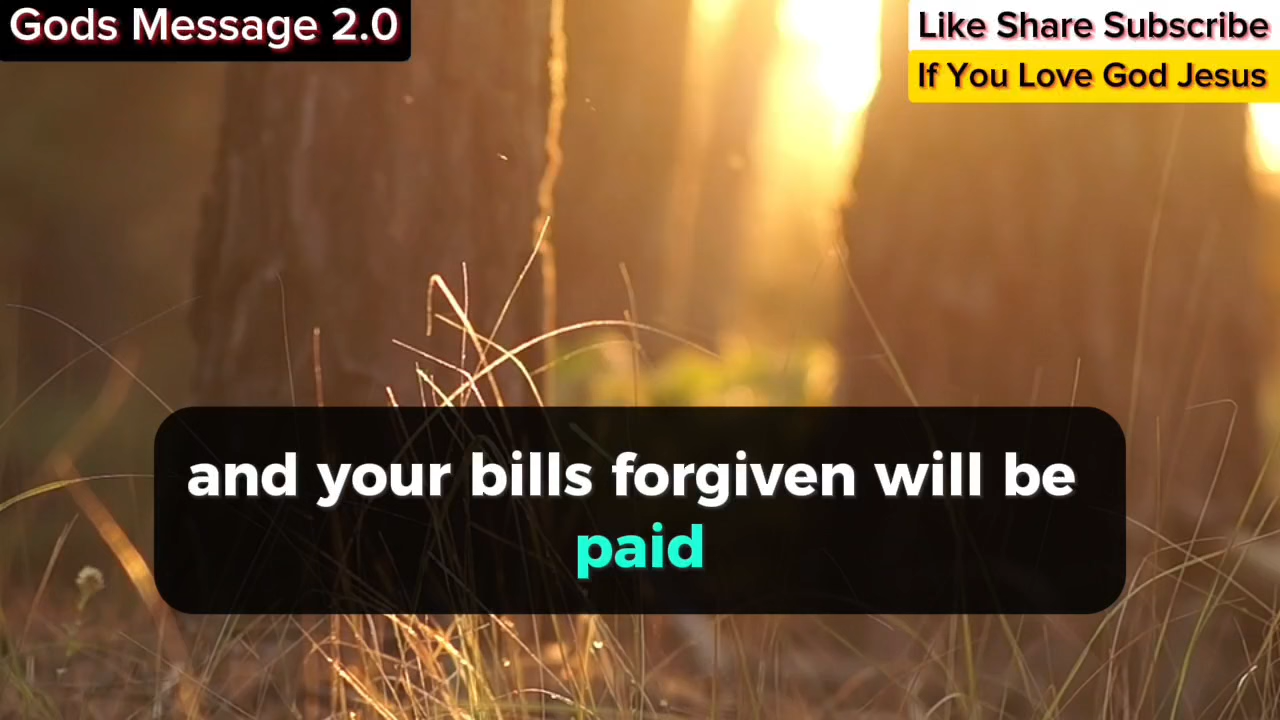 Gods Message 2.0
Like Share Subscribe
If You Love God Jesus
and your bills forgiven will be
paid